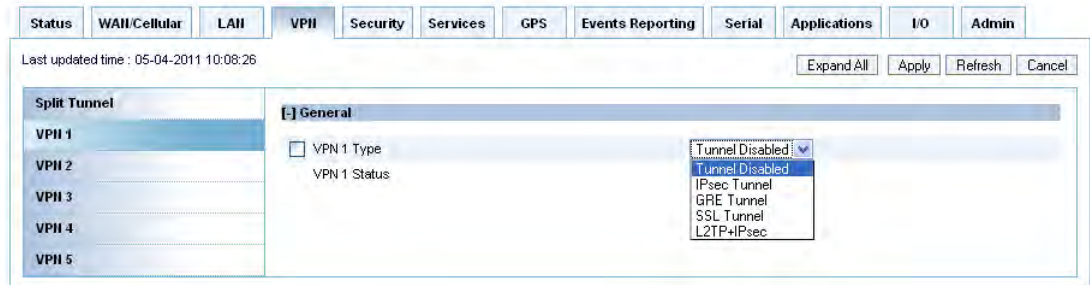 Status WAN/Cellular LAN VPN Security Services GPS Events Reporting Serial Applications I/O Admin
Last updated time : 05-04-2011 10:08:26
Expand All Apply Refresh Cancel
Split Tunnel
[-] General
VPN 1
VPN 1 Type Tunnel Disabled
VPN 2
VPN 1 Status
Tunnel Disabled
IPsec Tunnel
GRE Tunnel
SSL Tunnel
L2TP+IPsec
VPN 3
VPN 4
VPN 5